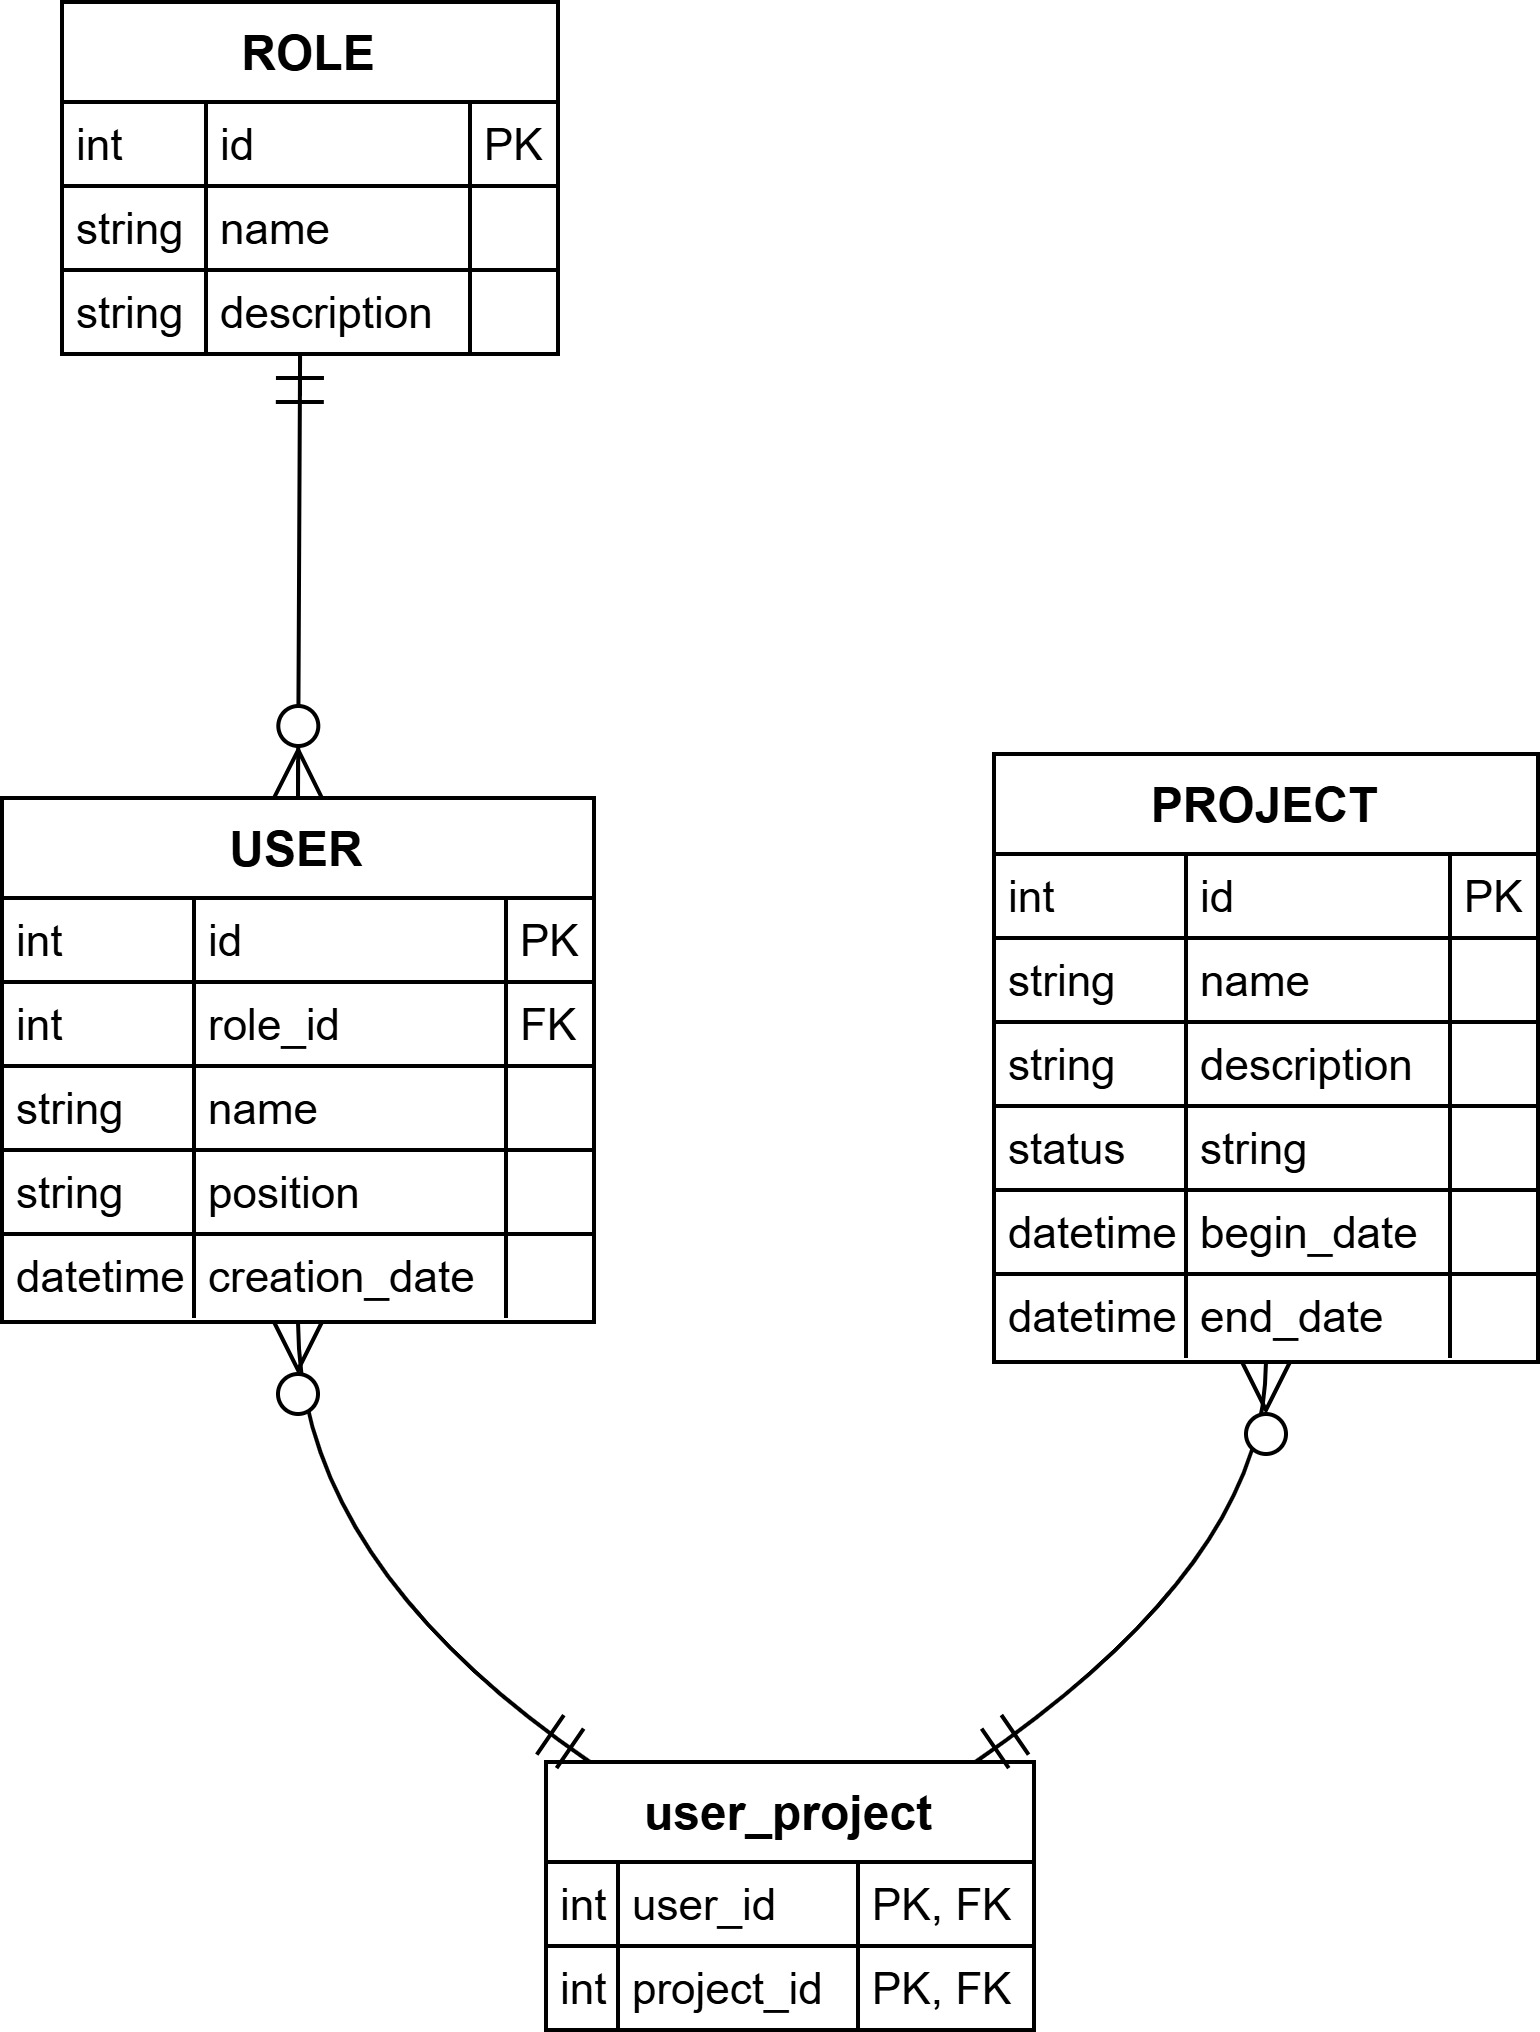 ROLE
int id PK
string name
string description
USER
int id PK
int role_id FK
string name
string position
datetime creation_date
PROJECT
int id PK
string name
string description
status string
datetime begin_date
datetime end_date
user_project
int user_id PK, FK
int project_id PK, FK